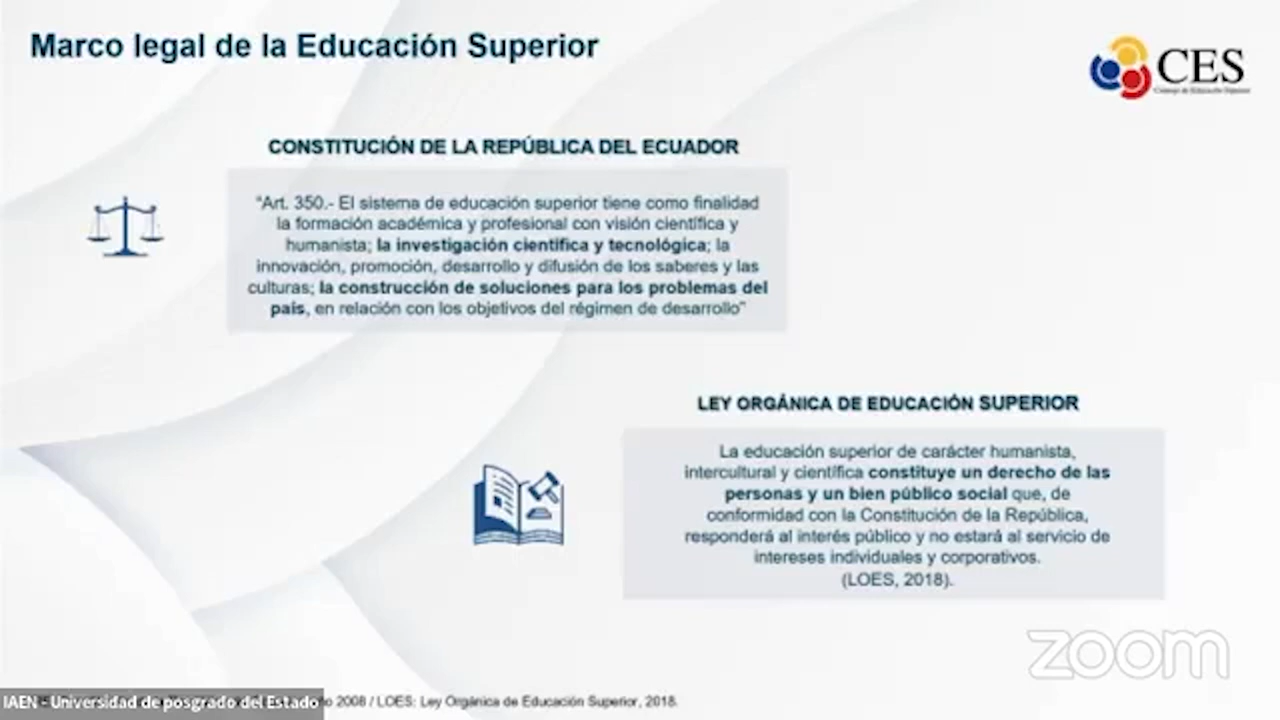 Marco legal de la Educación Superior
CES
Consejo de Educación Superior
CONSTITUCIÓN DE LA REPÚBLICA DEL ECUADOR
“Art. 350.- El sistema de educación superior tiene como finalidad
la formación académica y profesional con visión científica y
humanista; la investigación científica y tecnológica; la
innovación, promoción, desarrollo y difusión de los saberes y las
culturas; la construcción de soluciones para los problemas del
país, en relación con los objetivos del régimen de desarrollo”
LEY ORGÁNICA DE EDUCACIÓN SUPERIOR
La educación superior de carácter humanista,
intercultural y científica constituye un derecho de las
personas y un bien público social que, de
conformidad con la Constitución de la República,
responderá al interés público y no estará al servicio de
intereses individuales y corporativos.
(LOES, 2018).
zoom
IAEN - Universidad de posgrado del Estado
2008 / LOES: Ley Orgánica de Educación Superior, 2018.